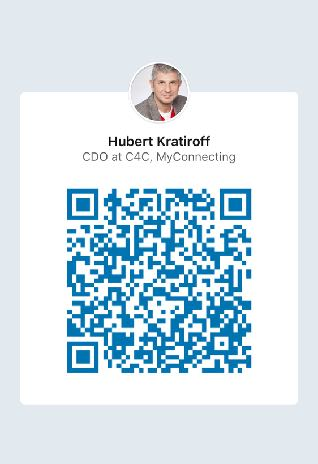 Hubert Kratiroff
CDO at C4C, MyConnecting